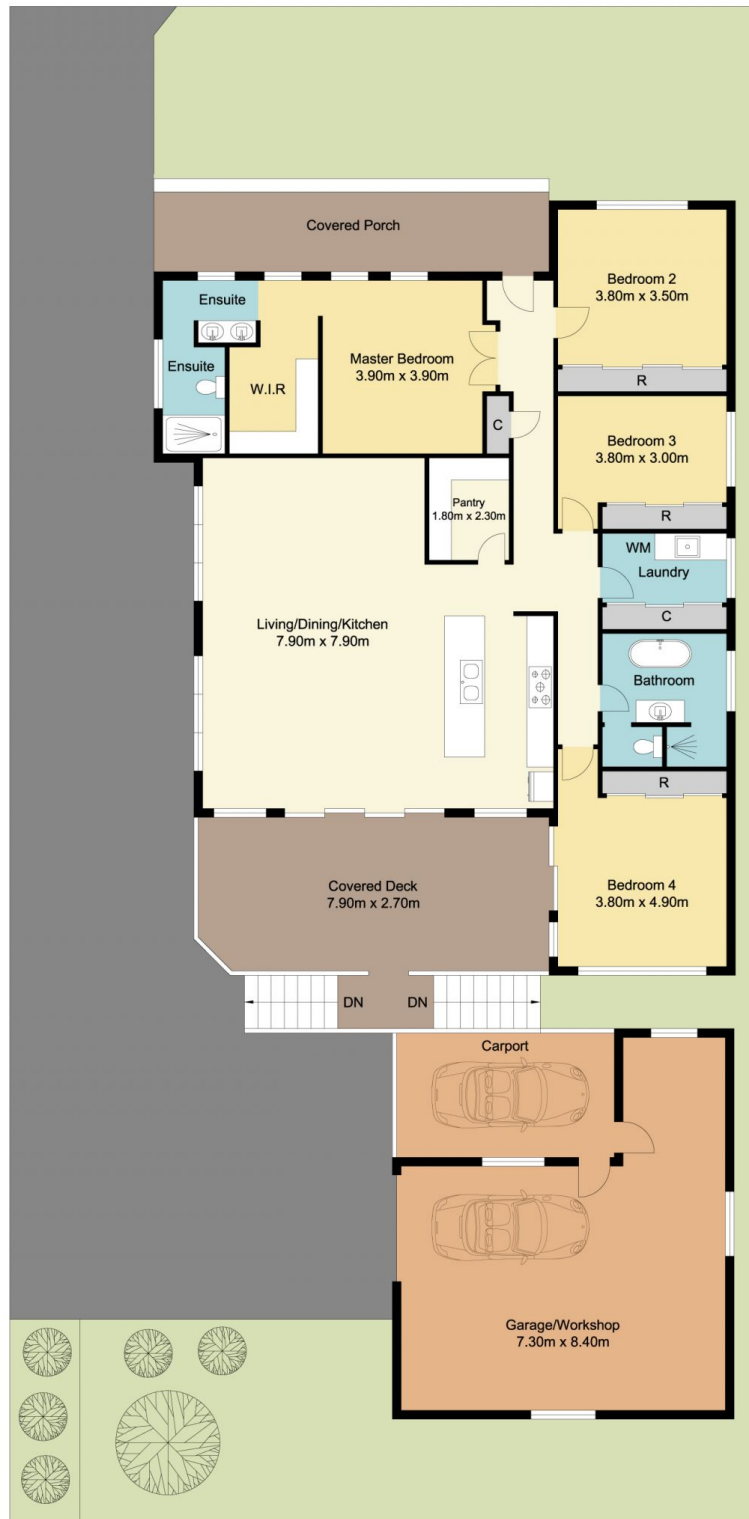 Covered Porch
Ensuite
Bedroom 2
3.80m x 3.50m
Master Bedroom
3.90m x 3.90m
Ensuite
W.I.R
R
C
Bedroom 3
3.80m x 3.00m
Pantry
1.80m x 2.30m
R
WM
Laundry
C
Living/Dining/Kitchen
7.90m x 7.90m
Bathroom
R
Covered Deck
7.90m x 2.70m
Bedroom 4
3.80m x 4.90m
DN
DN
Carport
Garage/Workshop
7.30m x 8.40m